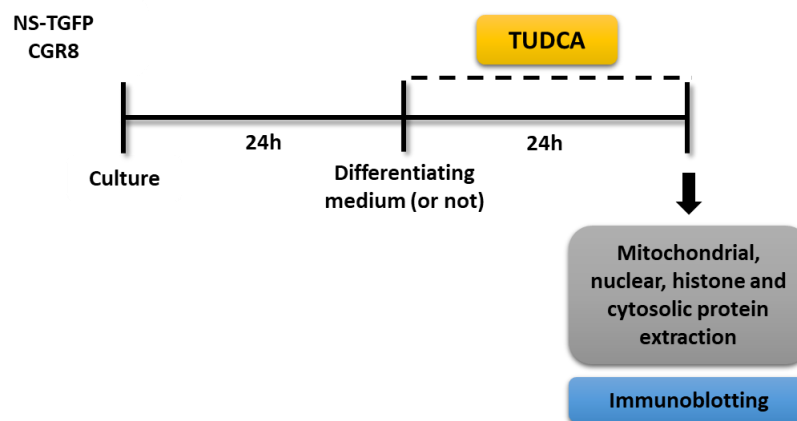 NS-TGFP
CGR8
TUDCA
24h
24h
Culture
Differentiating
medium (or not)
Mitochondrial,
nuclear, histone and
cytosolic protein
extraction
Immunoblotting